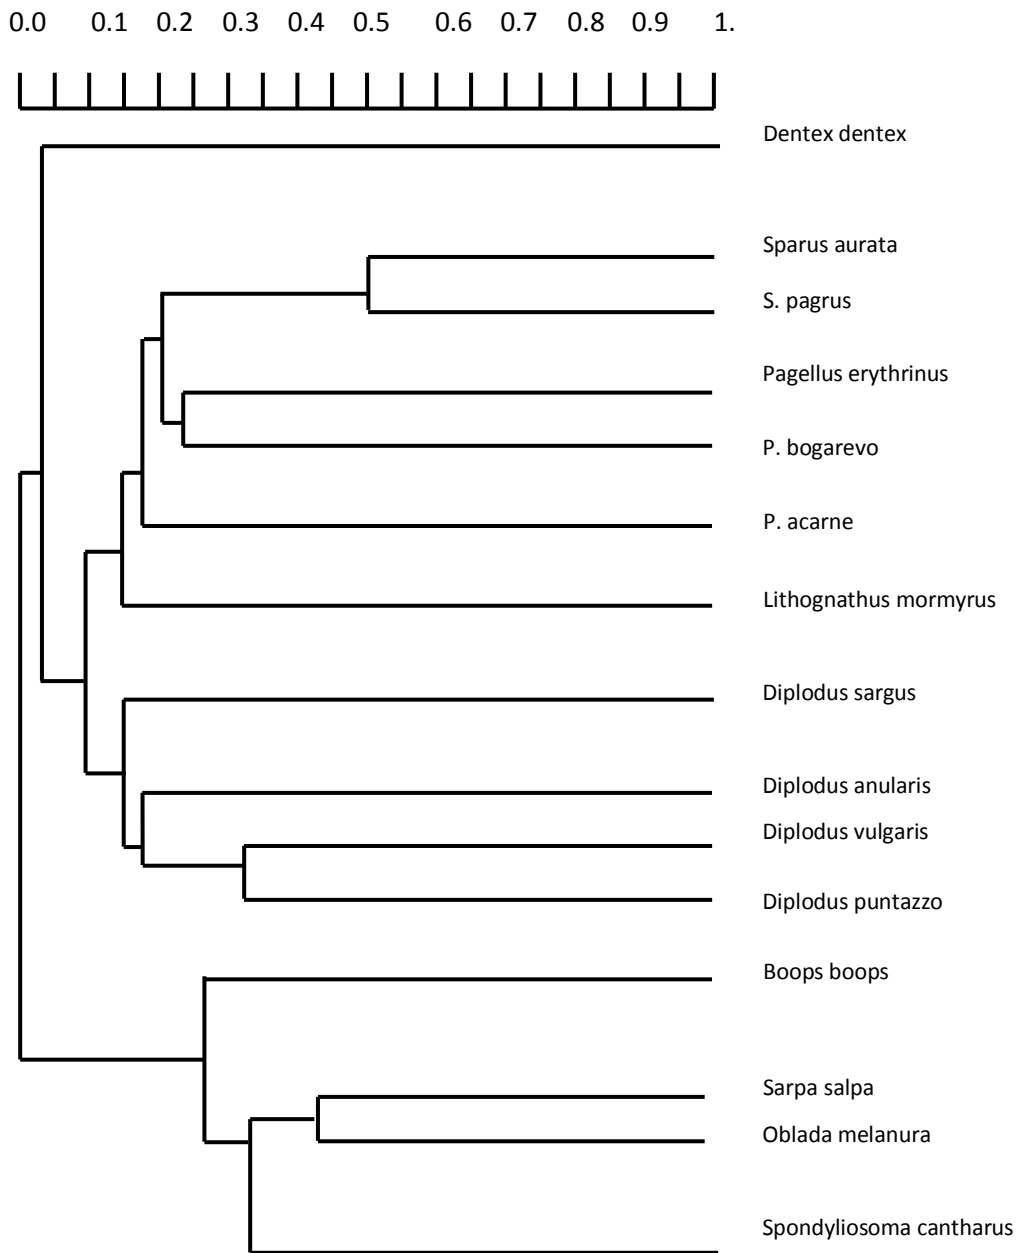 0.0 0.1 0.2 0.3 0.4 0.5 0.6 0.7 0.8 0.9 1.
Dentex dentex
Sparus aurata
S. pagrus
Pagellus erythrinus
P. bogarevo
P. acarne
Lithognathus mormyrus
Diplodus sargus
Diplodus anularis
Diplodus vulgaris
Diplodus puntazzo
Boops boops
Sarpa salpa
Oblada melanura
Spondyliosoma cantharus